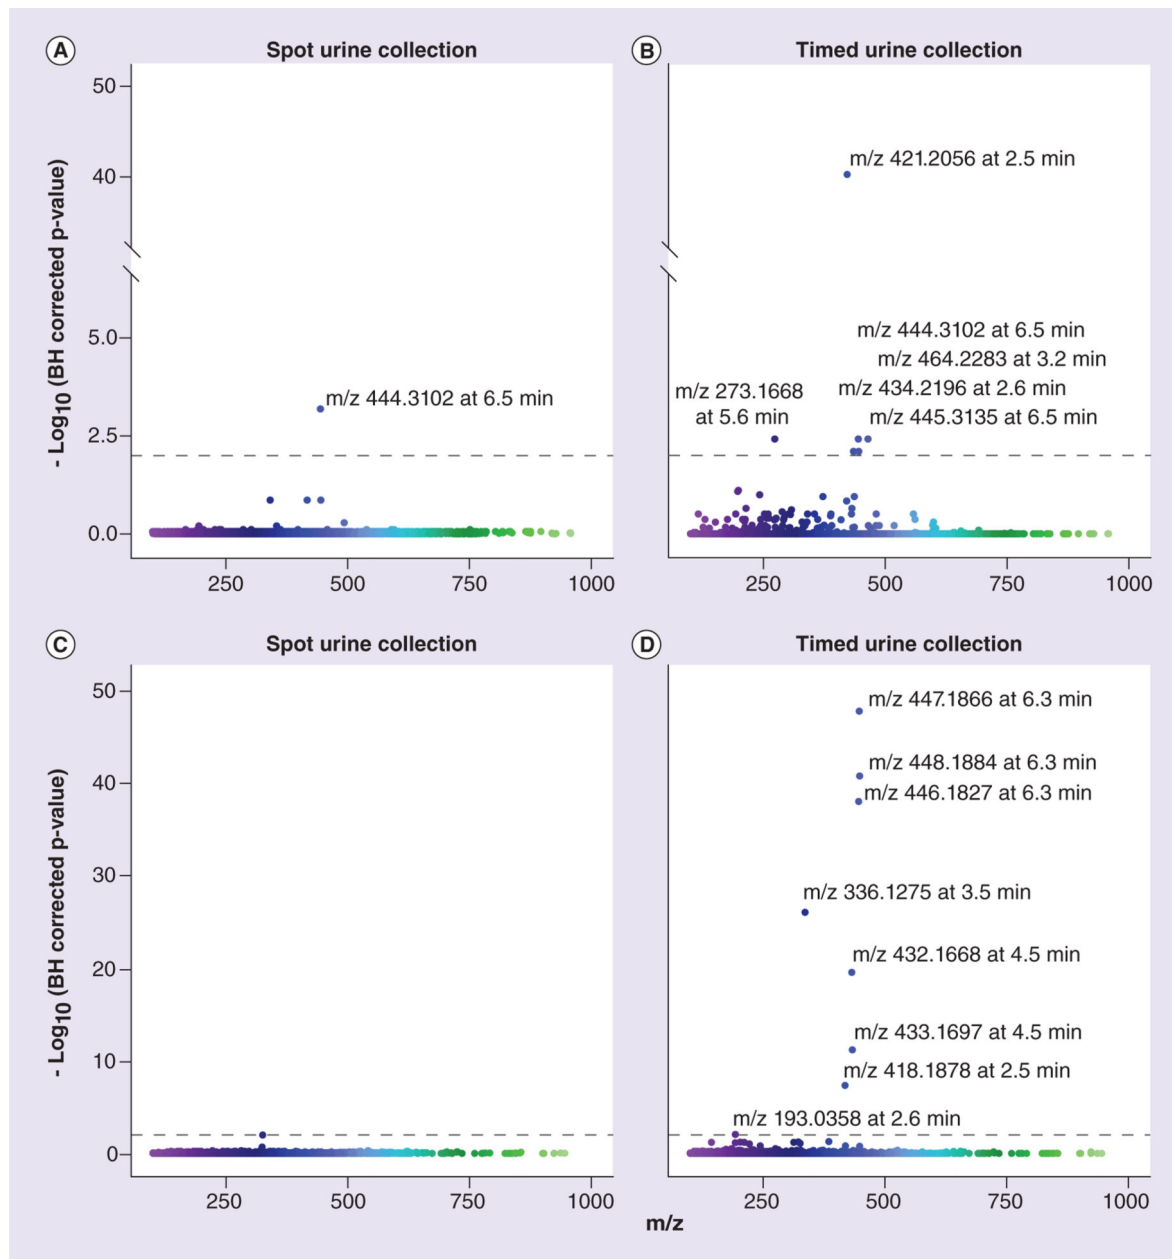 A
Spot urine collection
B
Timed urine collection
- Log10 (BH corrected p-value)
50
40
5.0
2.5
0.0
m/z 444.3102 at 6.5 min
250 500 750 1000
m/z 421.2056 at 2.5 min
m/z 444.3102 at 6.5 min
m/z 464.2283 at 3.2 min
m/z 434.2196 at 2.6 min
m/z 445.3135 at 6.5 min
m/z 273.1668
at 5.6 min
250 500 750 1000
C
Spot urine collection
D
Timed urine collection
- Log10 (BH corrected p-value)
50
40
30
20
10
0
250 500 750 1000
m/z 447.1866 at 6.3 min
m/z 448.1884 at 6.3 min
m/z 446.1827 at 6.3 min
m/z 336.1275 at 3.5 min
m/z 432.1668 at 4.5 min
m/z 433.1697 at 4.5 min
m/z 418.1878 at 2.5 min
m/z 193.0358 at 2.6 min
250 500 750 1000
m/z